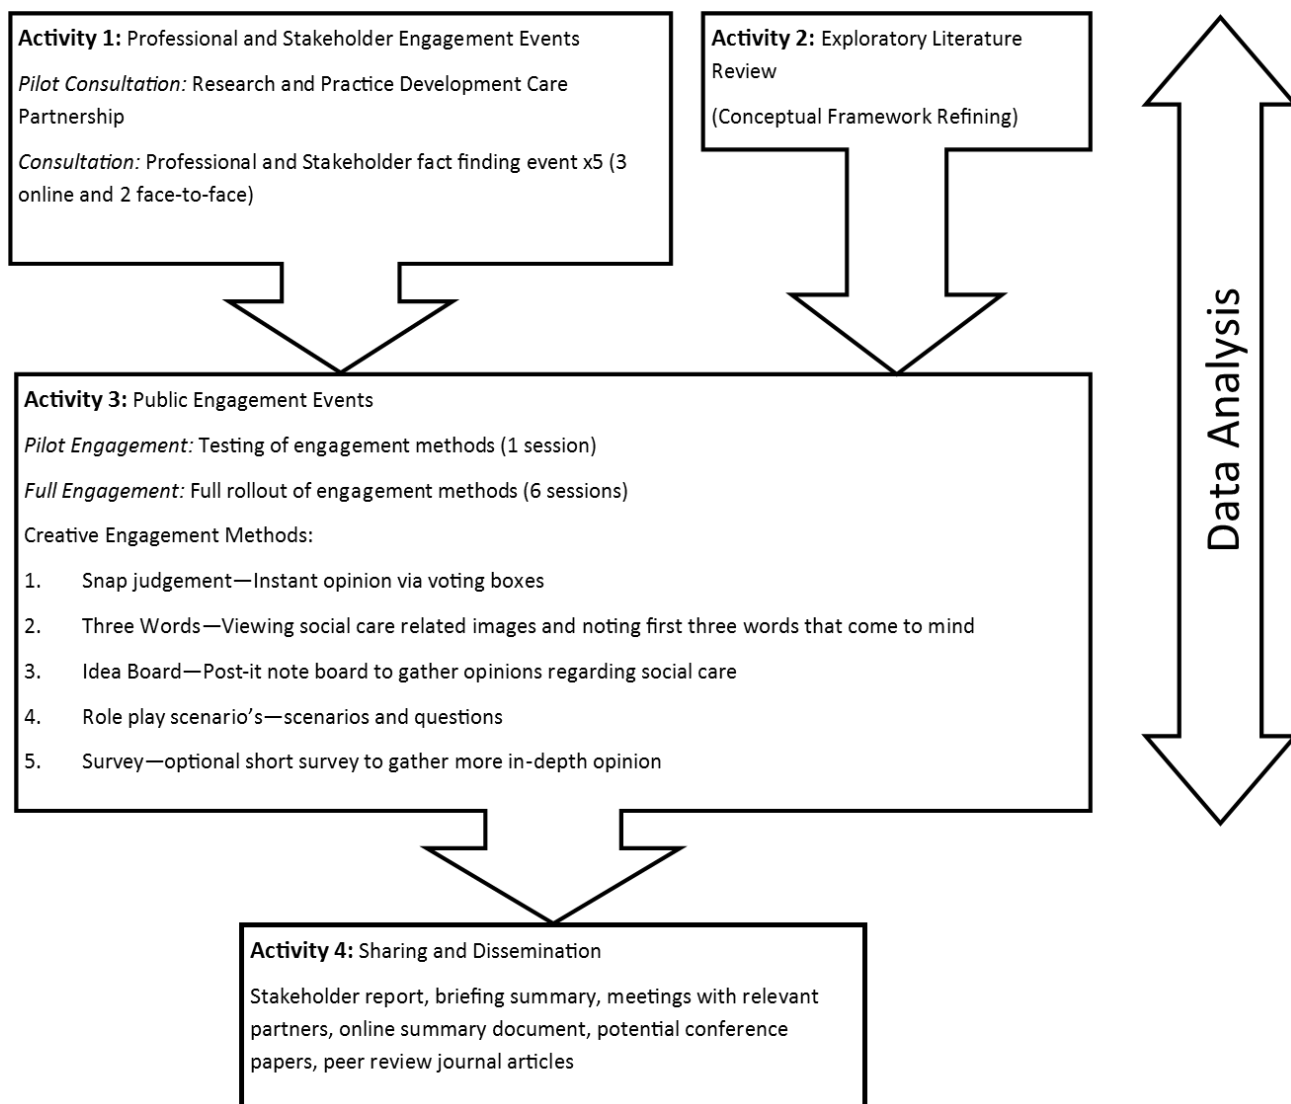 Activity 1: Professional and Stakeholder Engagement Events
Pilot Consultation: Research and Practice Development Care
Partnership
Consultation: Professional and Stakeholder fact finding event x5 (3
online and 2 face-to-face)
Activity 2: Exploratory Literature
Review
(Conceptual Framework Refining)
Data Analysis
Activity 3: Public Engagement Events
Pilot Engagement: Testing of engagement methods (1 session)
Full Engagement: Full rollout of engagement methods (6 sessions)
Creative Engagement Methods:
1. Snap judgement—Instant opinion via voting boxes
2. Three Words—Viewing social care related images and noting first three words that come to mind
3. Idea Board—Post-it note board to gather opinions regarding social care
4. Role play scenario’s—scenarios and questions
5. Survey—optional short survey to gather more in-depth opinion
Activity 4: Sharing and Dissemination
Stakeholder report, briefing summary, meetings with relevant
partners, online summary document, potential conference
papers, peer review journal articles